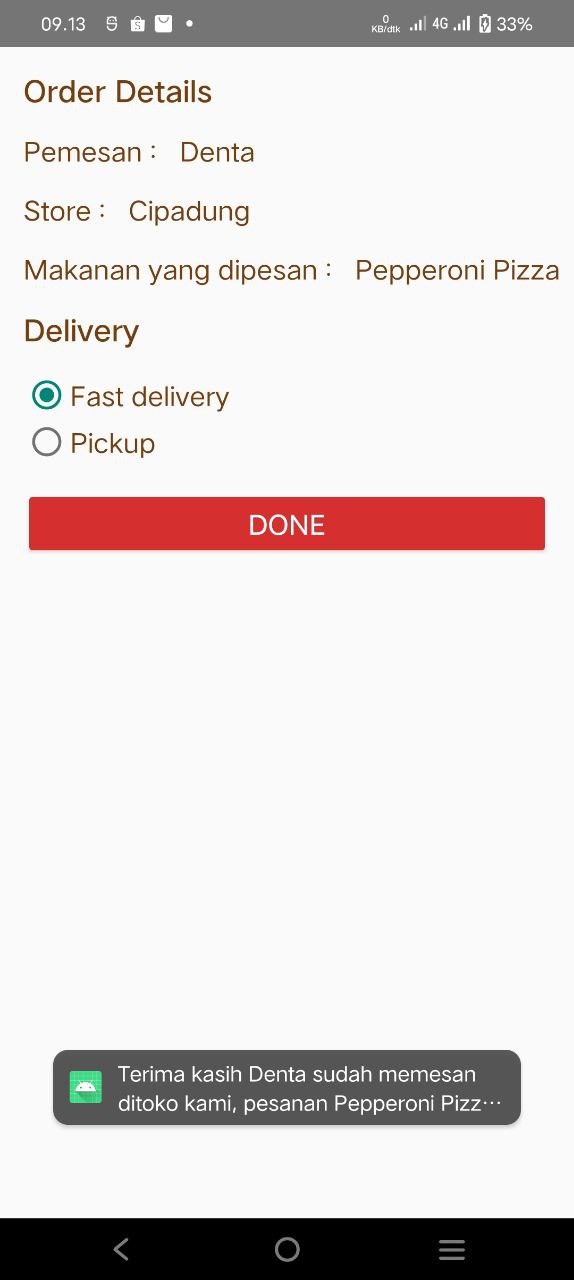 09.13
0
KB/dtk
4G
33%
Order Details
Pemesan : Denta
Store : Cipadung
Makanan yang dipesan : Pepperoni Pizza
Delivery
Fast delivery
Pickup
DONE
Terima kasih Denta sudah memesan
ditoko kami, pesanan Pepperoni Pizz...